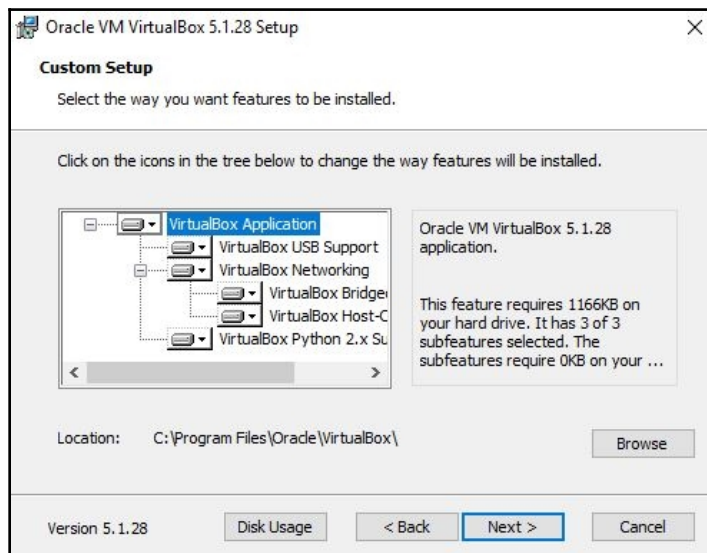 Oracle VM VirtualBox 5.1.28 Setup
Custom Setup
Select the way you want features to be installed.
Click on the icons in the tree below to change the way features will be installed.
VirtualBox Application
VirtualBox USB Support
VirtualBox Networking
VirtualBox Bridge
VirtualBox Host-C
VirtualBox Python 2.x Su
Oracle VM VirtualBox 5.1.28
application.
This feature requires 1166KB on
your hard drive. It has 3 of 3
subfeatures selected. The
subfeatures require 0KB on your ...
Location: C:\Program Files\Oracle\VirtualBox\
Browse
Version 5.1.28 Disk Usage < Back Next > Cancel